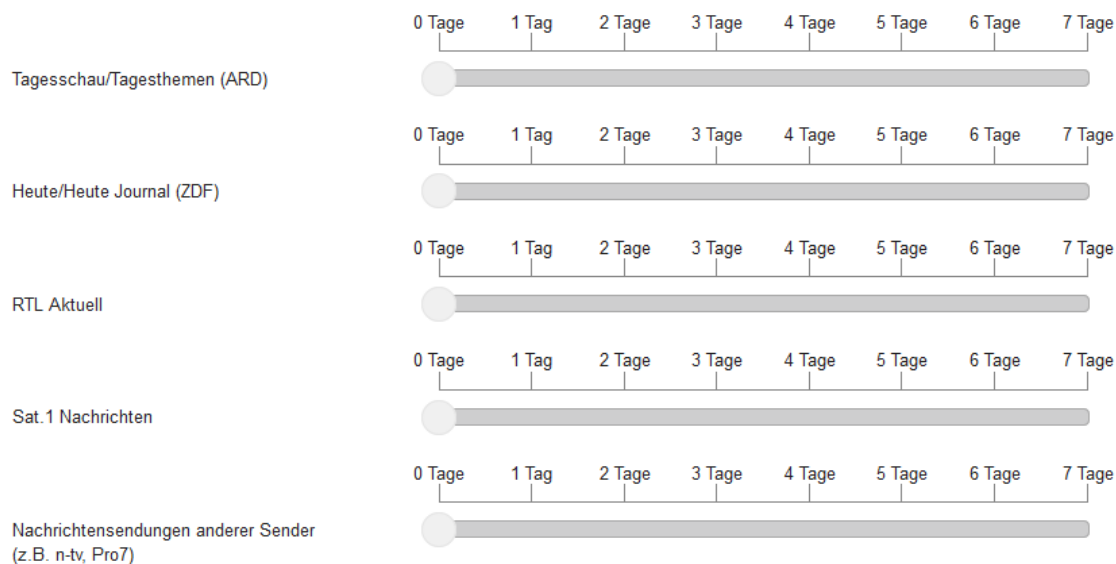 0 Tage 1 Tag 2 Tage 3 Tage 4 Tage 5 Tage 6 Tage 7 Tage
Tagesschau/Tagesthemen (ARD)
0 Tage 1 Tag 2 Tage 3 Tage 4 Tage 5 Tage 6 Tage 7 Tage
Heute/Heute Journal (ZDF)
0 Tage 1 Tag 2 Tage 3 Tage 4 Tage 5 Tage 6 Tage 7 Tage
RTL Aktuell
0 Tage 1 Tag 2 Tage 3 Tage 4 Tage 5 Tage 6 Tage 7 Tage
Sat.1 Nachrichten
0 Tage 1 Tag 2 Tage 3 Tage 4 Tage 5 Tage 6 Tage 7 Tage
Nachrichtensendungen anderer Sender
(z.B. n-tv, Pro7)